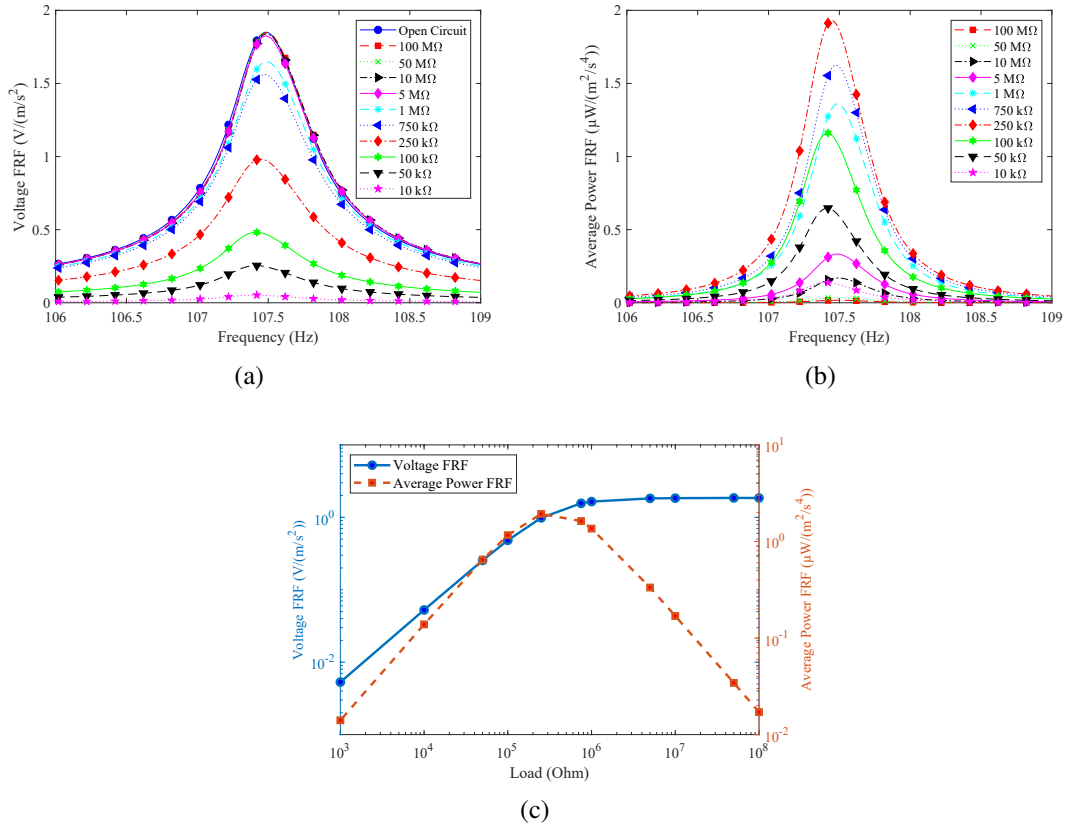 2
1.5
1
0.5
0
Voltage FRF (V/(m/s²))
106
106.5
107
107.5
108
108.5
109
Frequency (Hz)
Open Circuit
100 MΩ
50 MΩ
10 MΩ
5 MΩ
1 MΩ
750 kΩ
250 kΩ
100 kΩ
50 kΩ
10 kΩ
(a)
2
1.5
1
0.5
0
Average Power FRF (μW/(m²/s⁴)
106
106.5
107
107.5
108
108.5
109
Frequency (Hz)
100 MΩ
50 MΩ
10 MΩ
5 MΩ
1 MΩ
750 kΩ
250 kΩ
100 kΩ
50 kΩ
10 kΩ
(b)
Voltage FRF
Average Power FRF
10⁰
10⁻²
Voltage FRF (V/(m/s²))
10¹
10⁰
10⁻¹
10⁻²
Average Power FRF (μW/(m²/s⁴))
10³
10⁴
10⁵
10⁶
10⁷
10⁸
Load (Ohm)
(c)